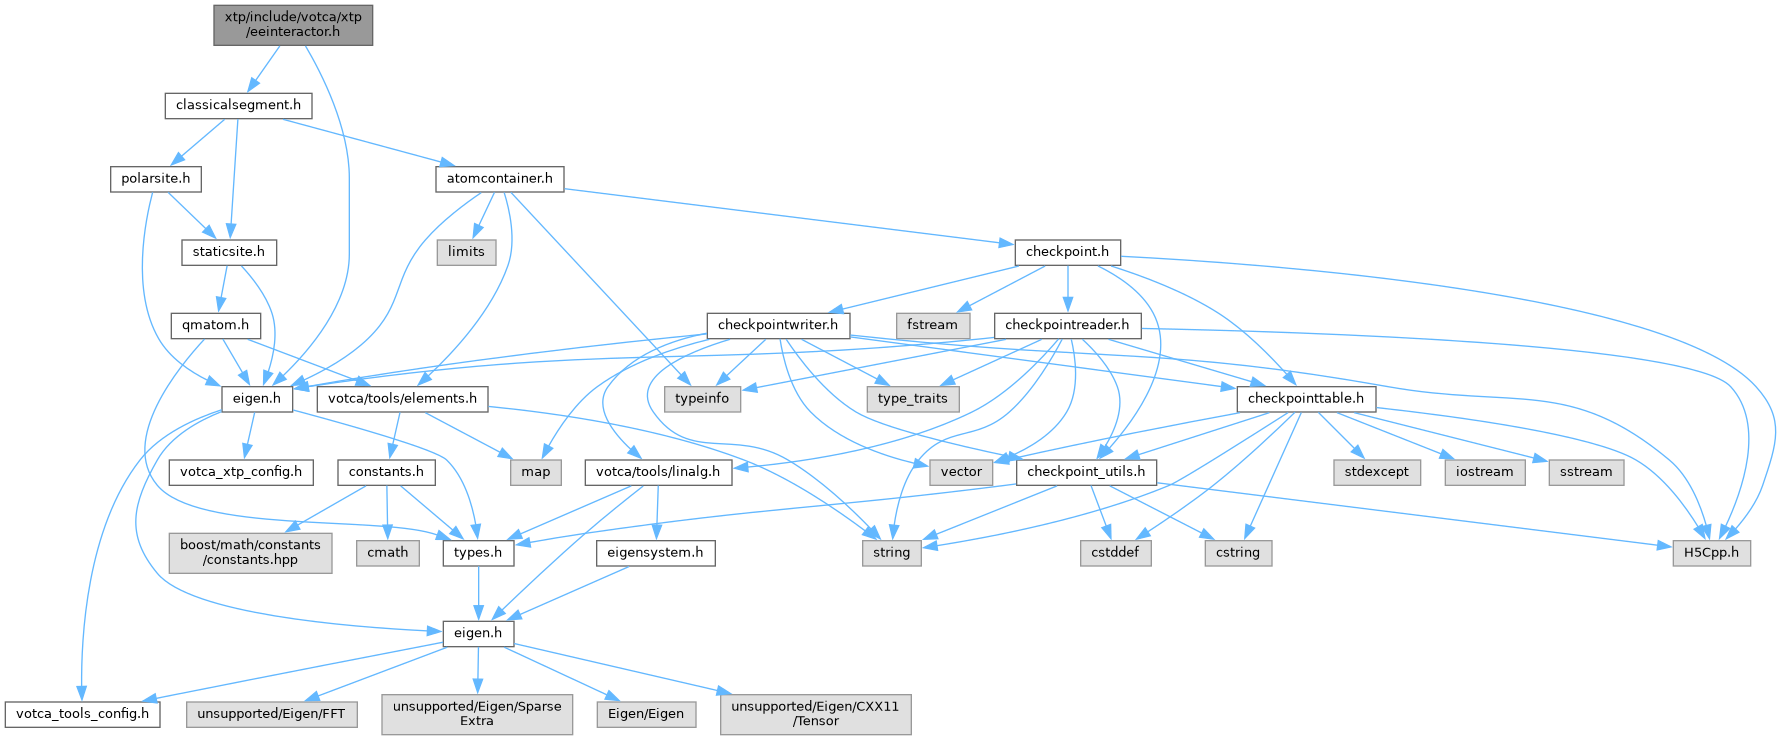 xtp/include/votca/xtp
/eeinteractor.h
classicalsegment.h
polarsite.h
atomcontainer.h
staticsite.h
limits
checkpoint.h
qmatom.h
checkpointwriter.h
fstream
checkpointreader.h
eigen.h
votca/tools/elements.h
typeinfo
type_traits
checkpointtable.h
votca_xtp_config.h
constants.h
map
votca/tools/linalg.h
vector
checkpoint_utils.h
stdexcept
iostream
sstream
boost/math/constants
/constants.hpp
cmath
types.h
eigensystem.h
string
cstddef
cstring
H5Cpp.h
eigen.h
votca_tools_config.h
unsupported/Eigen/FFT
unsupported/Eigen/Sparse
Extra
Eigen/Eigen
unsupported/Eigen/CXX11
/Tensor